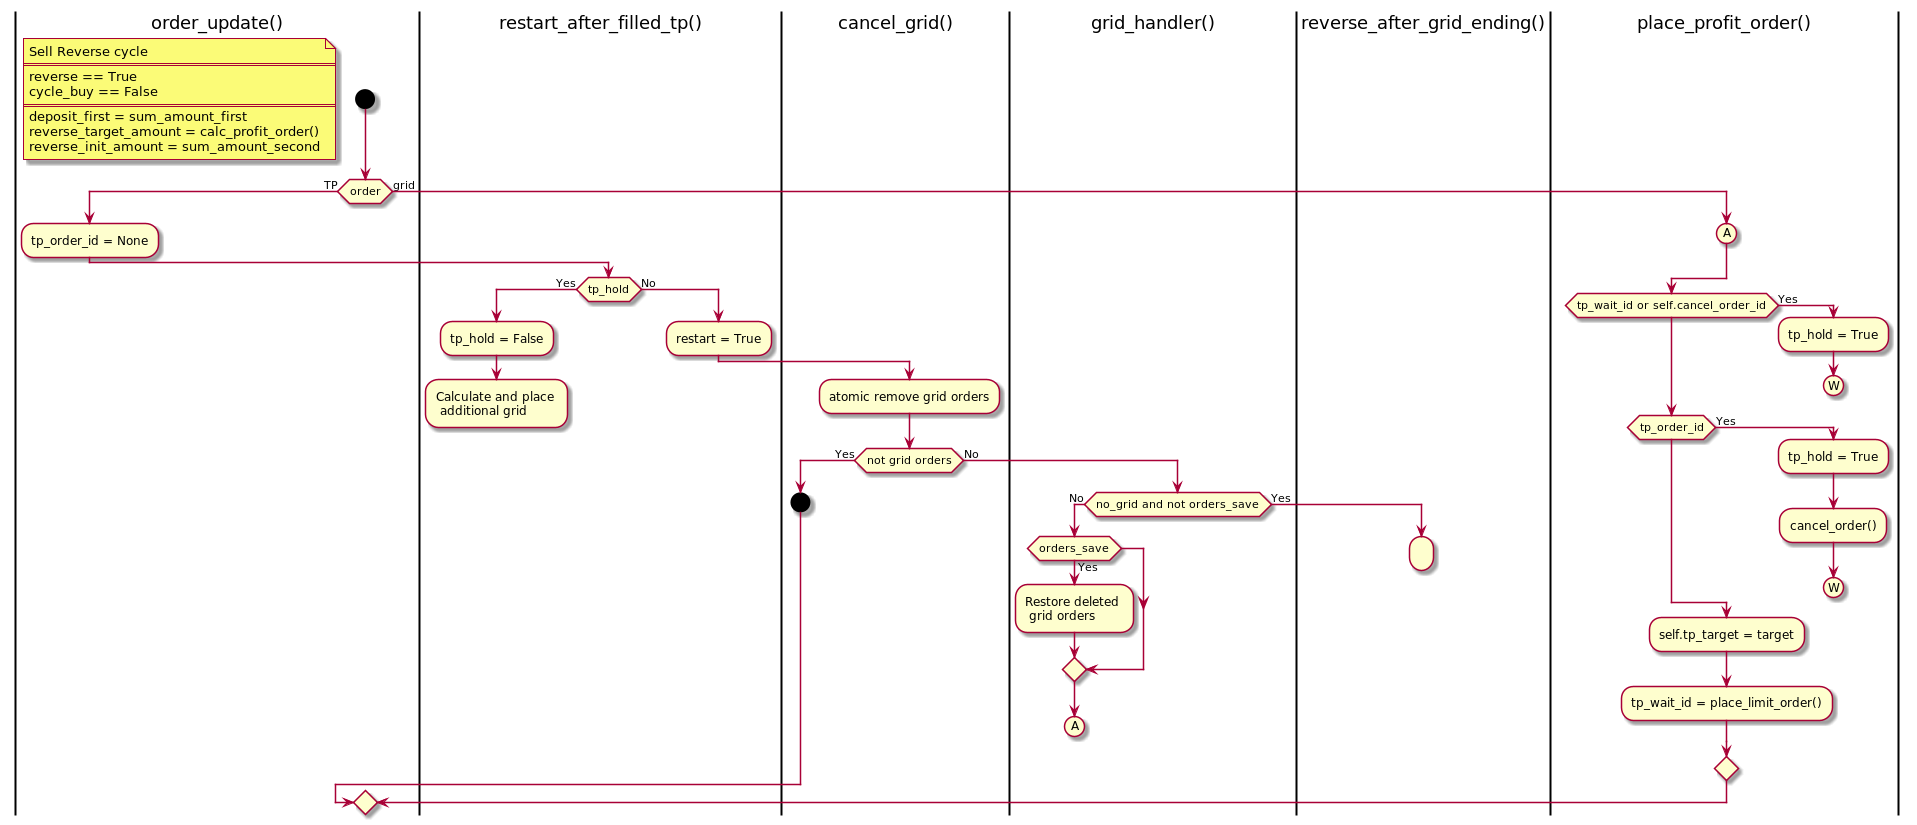 order_update()
restart_after_filled_tp()
cancel_grid()
grid_handler()
reverse_after_grid_ending()
place_profit_order()
Sell Reverse cycle
reverse == True
cycle_buy == False
deposit_first = sum_amount_first
reverse_target_amount = calc_profit_order()
reverse_init_amount = sum_amount_second
TP
order
grid
tp_order_id = None
A
Yes
tp_hold
No
tp_wait_id or self.cancel_order_id
Yes
tp_hold = False
restart = True
tp_hold = True
Calculate and place
additional grid
atomic remove grid orders
W
Yes
not grid orders
No
tp_order_id
Yes
tp_hold = True
No
no_grid and not orders_save
Yes
cancel_order()
orders_save
Yes
Restore deleted
grid orders
W
self.tp_target = target
tp_wait_id = place_limit_order()
A